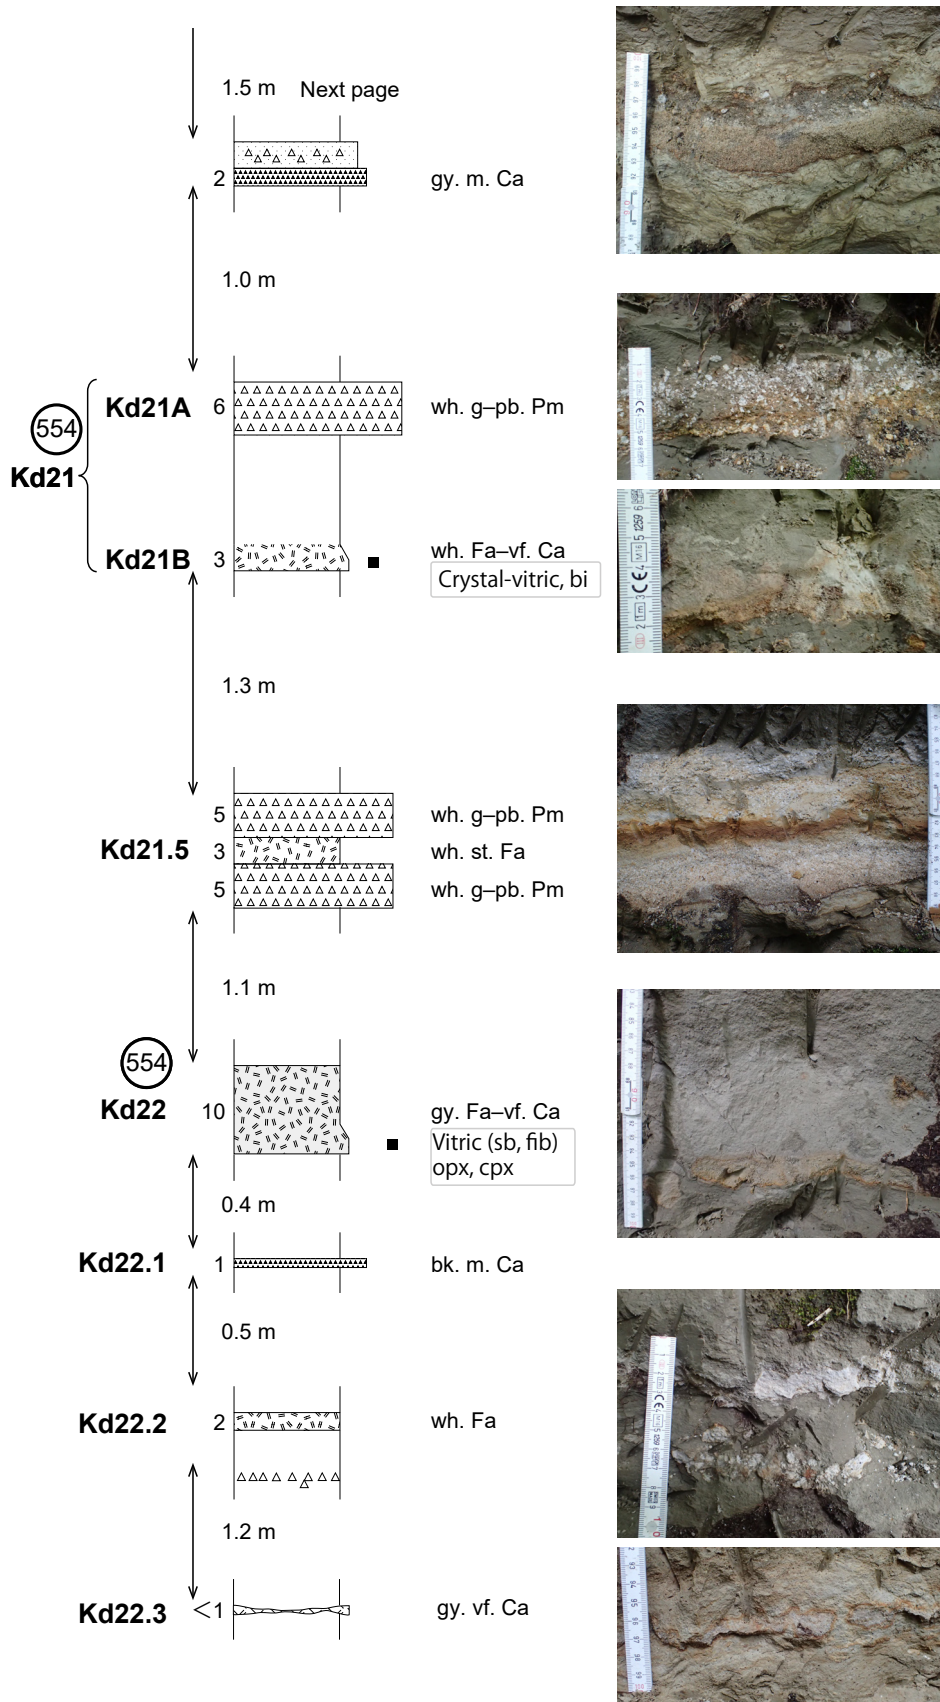 1.5 m Next page
2 gy. m. Ca
1.0 m
554
Kd21
Kd21A 6 wh. g–pb. Pm
Kd21B 3 wh. Fa–vf. Ca
Crystal-vitric, bi
1.3 m
5 wh. g–pb. Pm
Kd21.5 3 wh. st. Fa
5 wh. g–pb. Pm
1.1 m
554
Kd22 10 gy. Fa–vf. Ca
Vitric (sb, fib)
opx, cpx
0.4 m
Kd22.1 1 bk. m. Ca
0.5 m
Kd22.2 2 wh. Fa
1.2 m
Kd22.3 <1 gy. vf. Ca